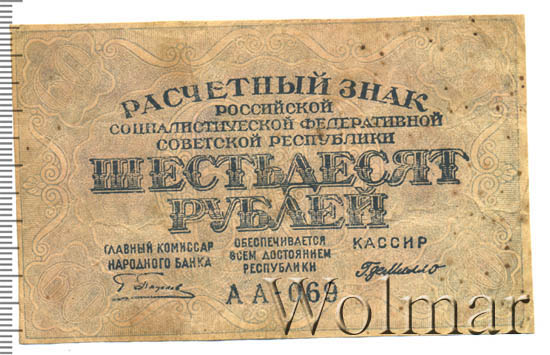 РАСЧЕТНЫЙ ЗНАК
РОССИЙСКОЙ
СОЦИАЛИСТИЧЕСКОЙ ФЕДЕРАТИВНОЙ
СОВЕТСКОЙ РЕСПУБЛИКИ
ШЕСТЬДЕСЯТ
РУБЛЕЙ
ГЛАВНЫЙ КОМИССАР
НАРОДНОГО БАНКА
ОБЕСПЕЧИВАЕТСЯ
ВСЕМ ДОСТОЯНИЕМ
РЕСПУБЛИКИ
КАССИР
АА-069
Wolmar